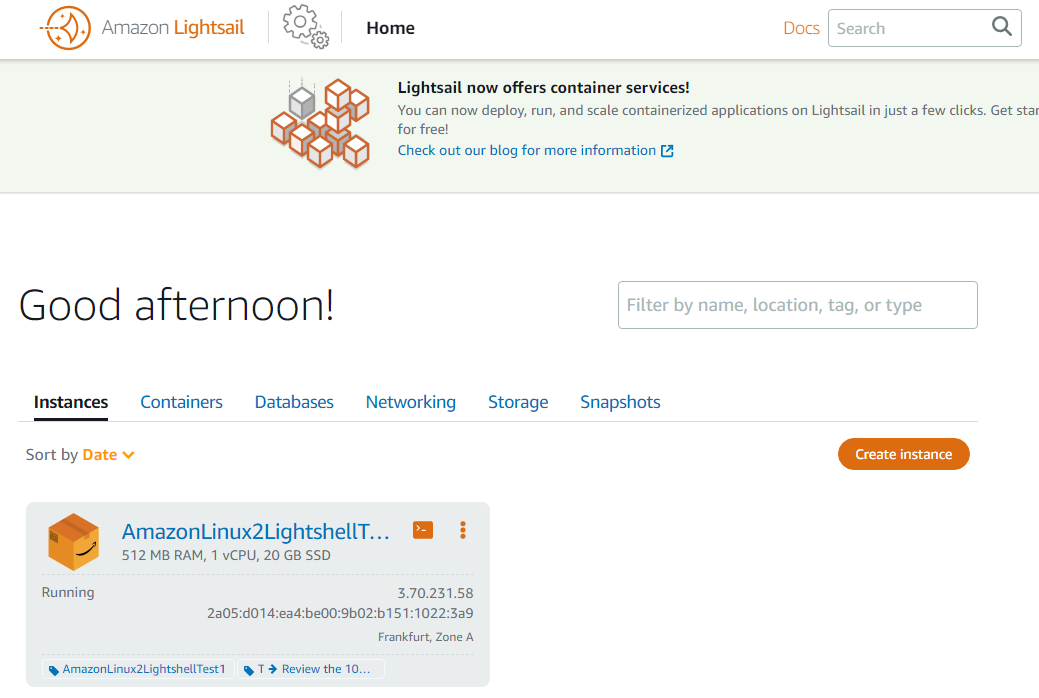 Amazon Lightsail
Home
Docs
Search
Lightsail now offers container services!
You can now deploy, run, and scale containerized applications on Lightsail in just a few clicks. Get star
for free!
Check out our blog for more information
Good afternoon!
Filter by name, location, tag, or type
Instances Containers Databases Networking Storage Snapshots
Sort by Date
Create instance
AmazonLinux2LightshellT...
512 MB RAM, 1 vCPU, 20 GB SSD
Running
3.70.231.58
2a05:d014:ea4:be00:9b02:b151:1022:3a9
Frankfurt, Zone A
AmazonLinux2LightshellTest1
T → Review the 10...